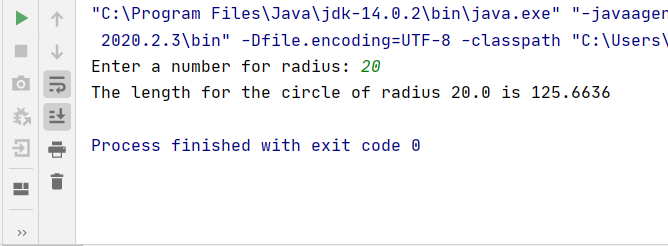 "C:\Program Files\Java\jdk-14.0.2\bin\java.exe" "-javaagen
2020.2.3\bin" -Dfile.encoding=UTF-8 -classpath "C:\Users\
Enter a number for radius: 20
The length for the circle of radius 20.0 is 125.6636
Process finished with exit code 0